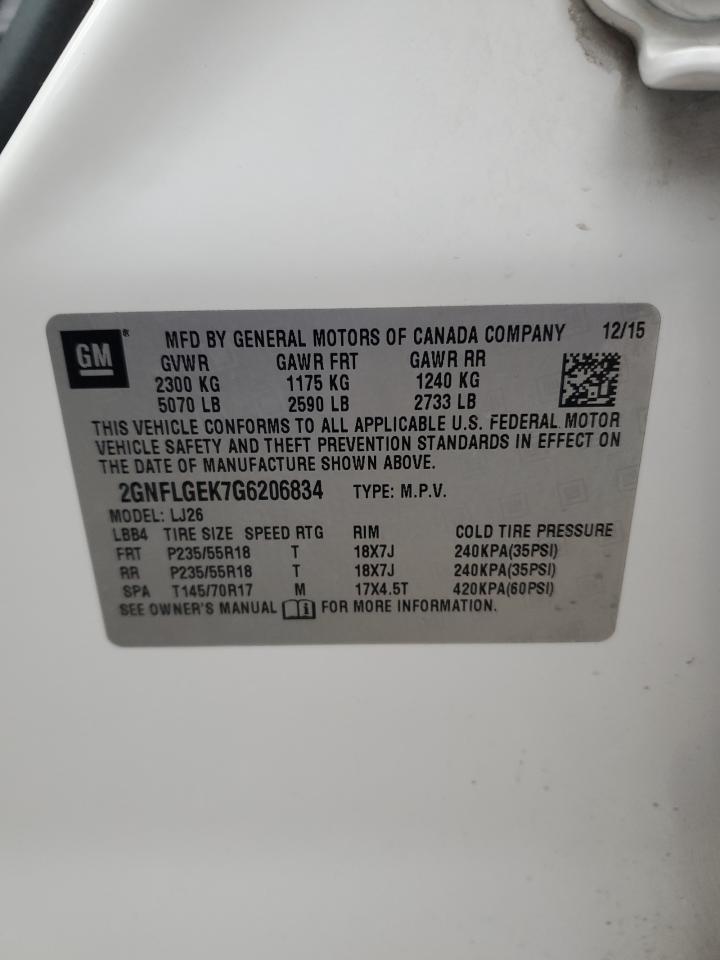 GM ® MFD BY GENERAL MOTORS OF CANADA COMPANY 12/15
GVWR GAWR FRT GAWR RR
2300 KG 1175 KG 1240 KG
5070 LB 2590 LB 2733 LB
THIS VEHICLE CONFORMS TO ALL APPLICABLE U.S. FEDERAL MOTOR
VEHICLE SAFETY AND THEFT PREVENTION STANDARDS IN EFFECT ON
THE DATE OF MANUFACTURE SHOWN ABOVE.
2GNFLGEK7G6206834 TYPE: M.P.V.
MODEL: LJ26
LBB4 TIRE SIZE SPEED RTG RIM COLD TIRE PRESSURE
FRT P235/55R18 T 18X7J 240KPA(35PSI)
RR P235/55R18 T 18X7J 240KPA(35PSI)
SPA T145/70R17 M 17X4.5T 420KPA(60PSI)
SEE OWNER'S MANUAL i FOR MORE INFORMATION.